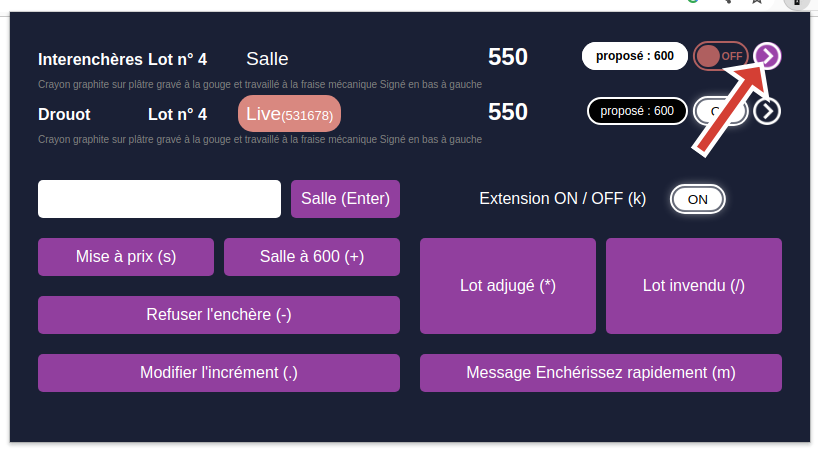 Interenchères Lot n° 4 Salle 550 proposé : 600 OFF
Crayon graphite sur plâtre gravé à la gouge et travaillé à la fraise mécanique Signé en bas à gauche
Drouot Lot n° 4 Live(531678) 550 proposé : 600
Crayon graphite sur plâtre gravé à la gouge et travaillé à la fraise mécanique Signé en bas à gauche
Salle (Enter) Extension ON / OFF (k) ON
Mise à prix (s) Salle à 600 (+)
Lot adjugé (*) Lot invendu (/)
Refuser l'enchère (-)
Modifier l'incrément (.) Message Enchérissez rapidement (m)